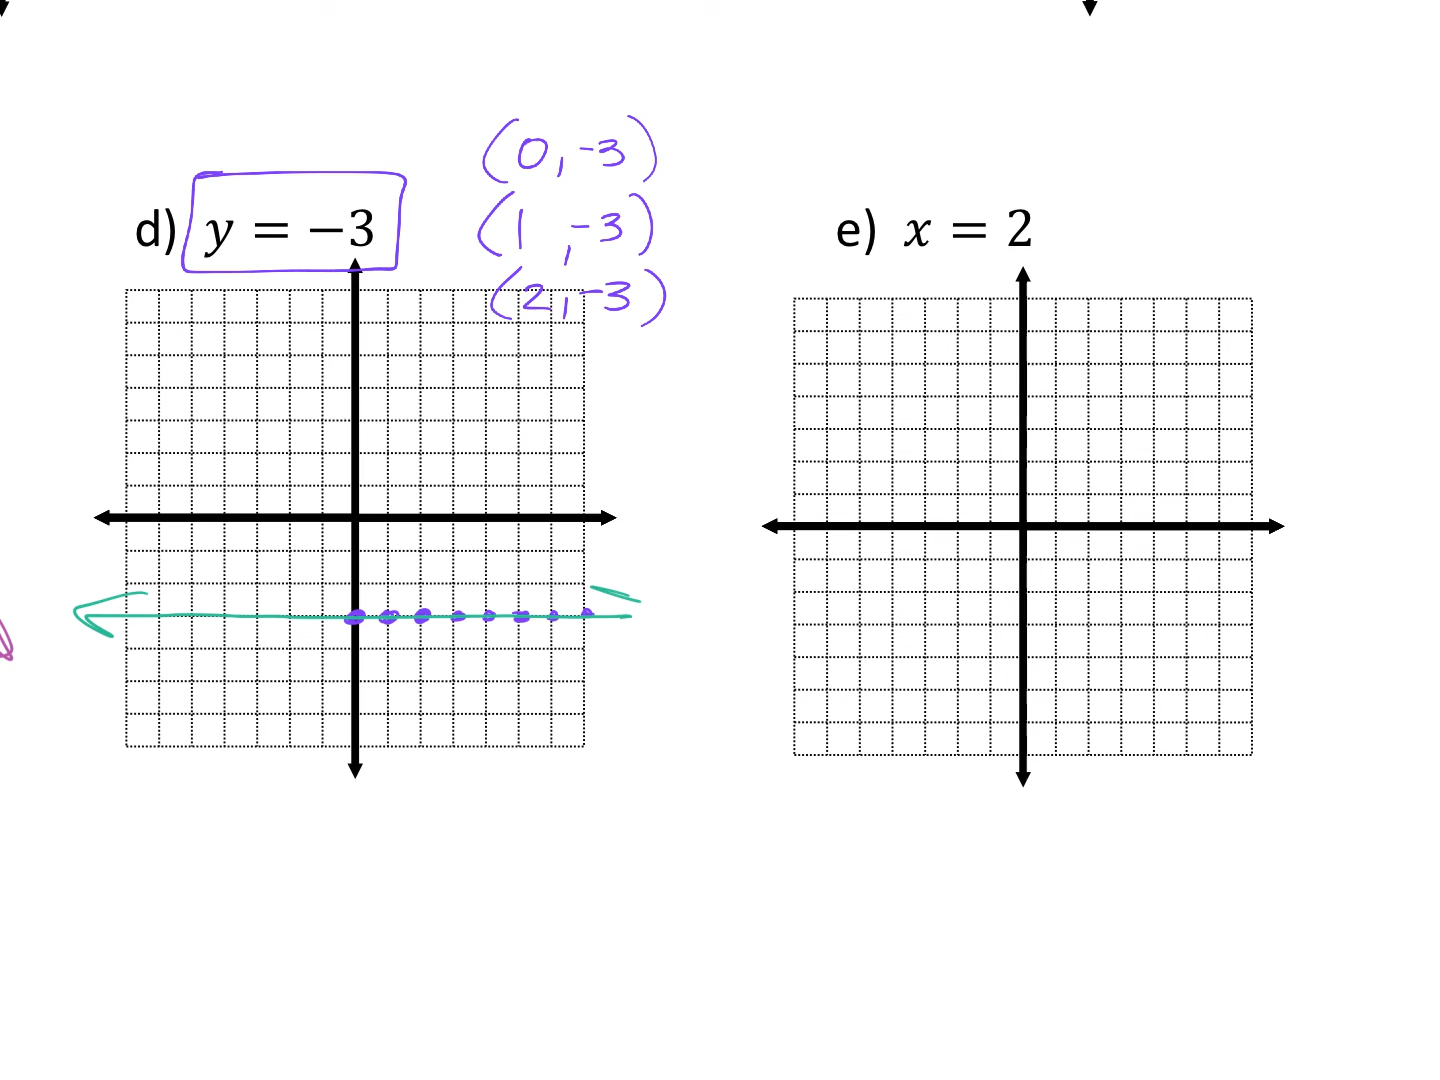 (0, -3)
d) y = −3
(1, -3)
e) x = 2
(2, -3)